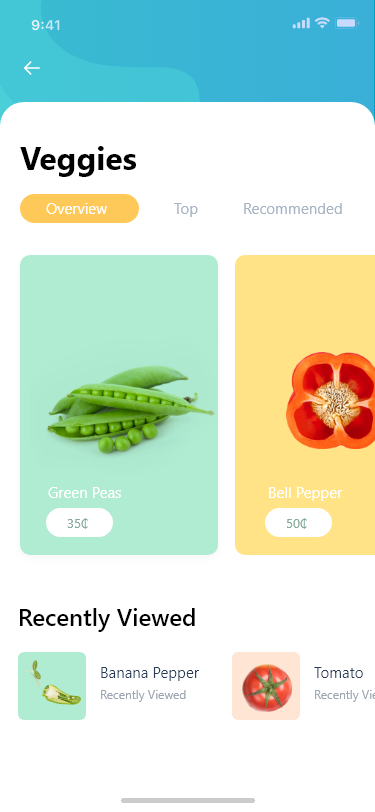 9:41
Veggies
Overview Top Recommended
Green Peas Bell Pepper
35₵ 50₵
Recently Viewed
Banana Pepper Tomato
Recently Viewed Recently Vie